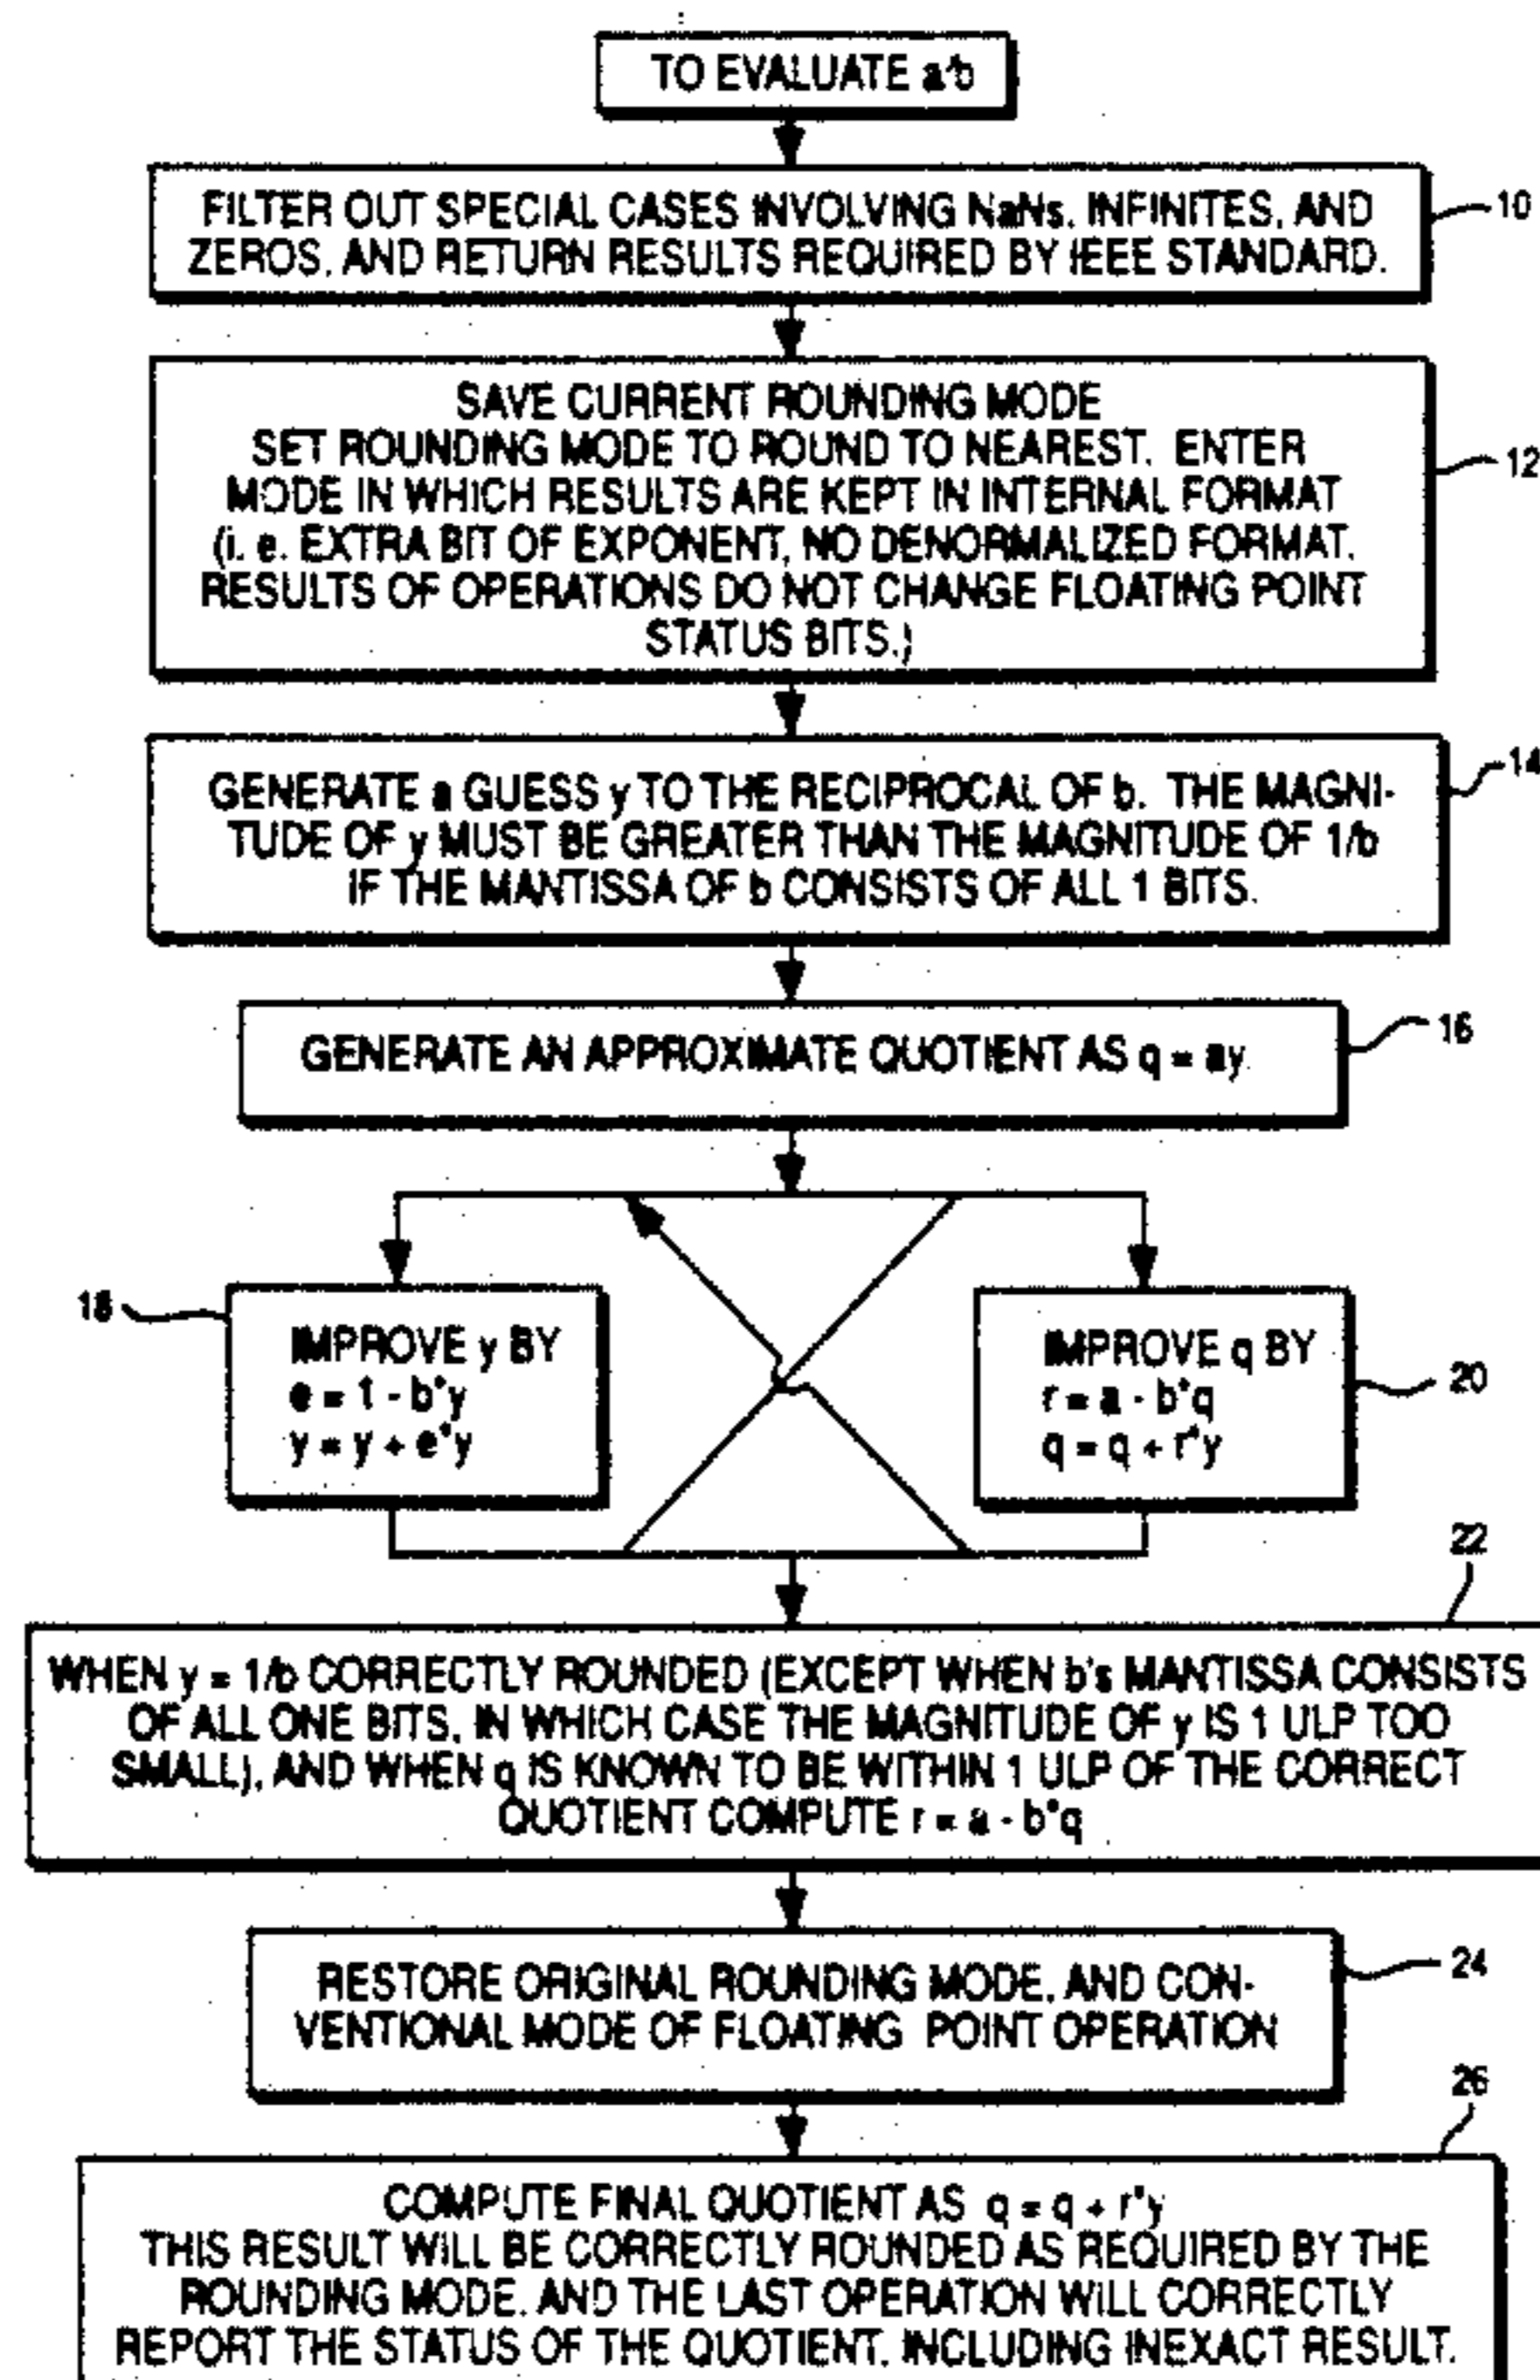 TO EVALUATE a/b
FILTER OUT SPECIAL CASES INVOLVING NaNs, INFINITES, AND
ZEROS, AND RETURN RESULTS REQUIRED BY IEEE STANDARD.
10
SAVE CURRENT ROUNDING MODE
SET ROUNDING MODE TO ROUND TO NEAREST. ENTER
MODE IN WHICH RESULTS ARE KEPT IN INTERNAL FORMAT
(i. e. EXTRA BIT OF EXPONENT, NO DENORMALIZED FORMAT.
RESULTS OF OPERATIONS DO NOT CHANGE FLOATING POINT
STATUS BITS.)
12
GENERATE a GUESS y TO THE RECIPROCAL OF b. THE MAGNI-
TUDE OF y MUST BE GREATER THAN THE MAGNITUDE OF 1/b
IF THE MANTISSA OF b CONSISTS OF ALL 1 BITS.
14
GENERATE AN APPROXIMATE QUOTIENT AS q = ay
16
18
IMPROVE y BY
e = 1 - b*y
y = y + e*y
IMPROVE q BY
r = a - b*q
q = q + r*y
20
22
WHEN y = 1/b CORRECTLY ROUNDED (EXCEPT WHEN b's MANTISSA CONSISTS
OF ALL ONE BITS, IN WHICH CASE THE MAGNITUDE OF y IS 1 ULP TOO
SMALL), AND WHEN q IS KNOWN TO BE WITHIN 1 ULP OF THE CORRECT
QUOTIENT COMPUTE r = a - b*q
RESTORE ORIGINAL ROUNDING MODE, AND CON-
VENTIONAL MODE OF FLOATING POINT OPERATION
24
26
COMPUTE FINAL QUOTIENT AS q = q + r*y
THIS RESULT WILL BE CORRECTLY ROUNDED AS REQUIRED BY THE
ROUNDING MODE, AND THE LAST OPERATION WILL CORRECTLY
REPORT THE STATUS OF THE QUOTIENT, INCLUDING INEXACT RESULT.